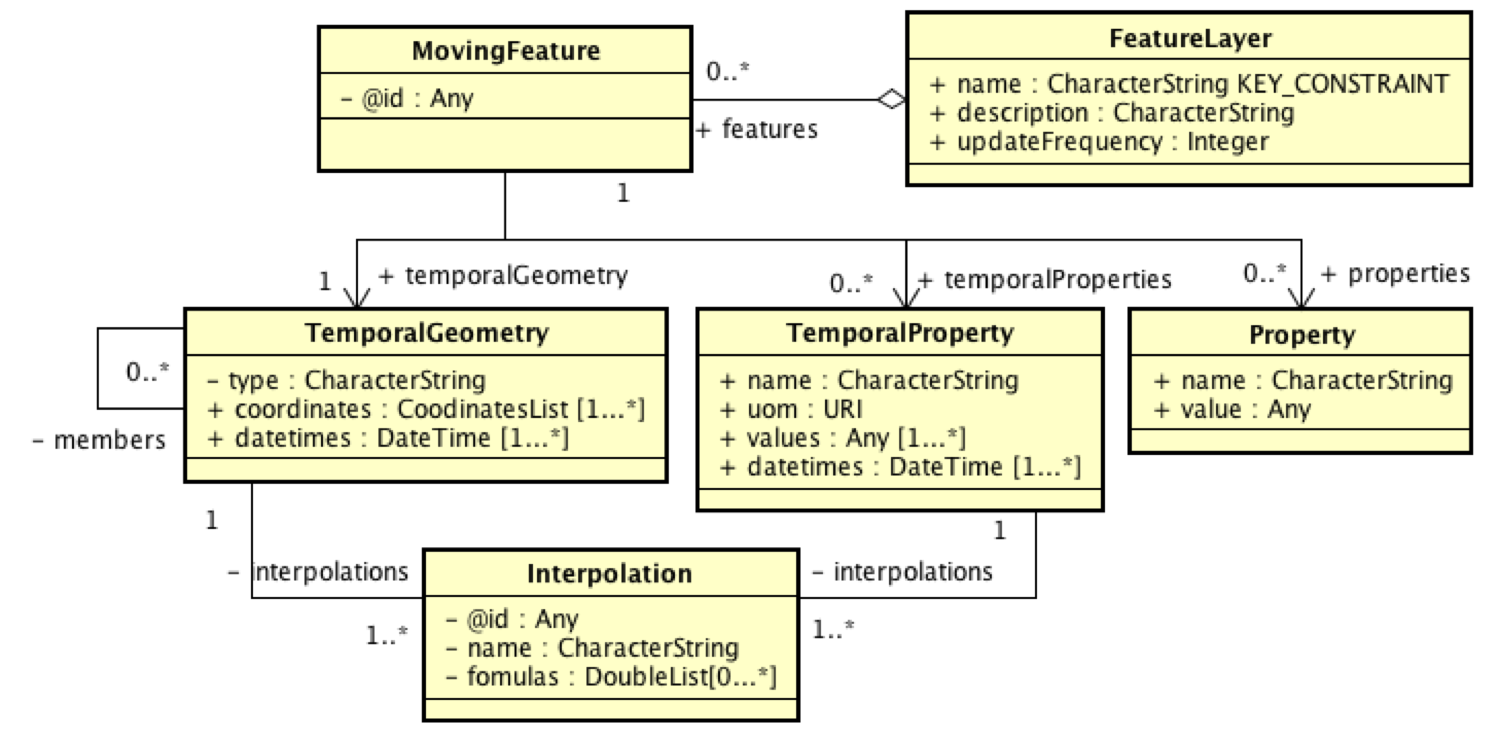 MovingFeature
- @id : Any
0..*
+ features
FeatureLayer
+ name : CharacterString KEY_CONSTRAINT
+ description : CharacterString
+ updateFrequency : Integer
1
1
+ temporalGeometry
0..*
+ temporalProperties
0..*
+ properties
TemporalGeometry
- type : CharacterString
+ coordinates : CoodinatesList [1...*]
+ datetimes : DateTime [1...*]
0..*
- members
TemporalProperty
+ name : CharacterString
+ uom : URI
+ values : Any [1...*]
+ datetimes : DateTime [1...*]
Property
+ name : CharacterString
+ value : Any
1
- interpolations
1..*
1
- interpolations
1..*
Interpolation
- @id : Any
- name : CharacterString
- fomulas : DoubleList[0...*]